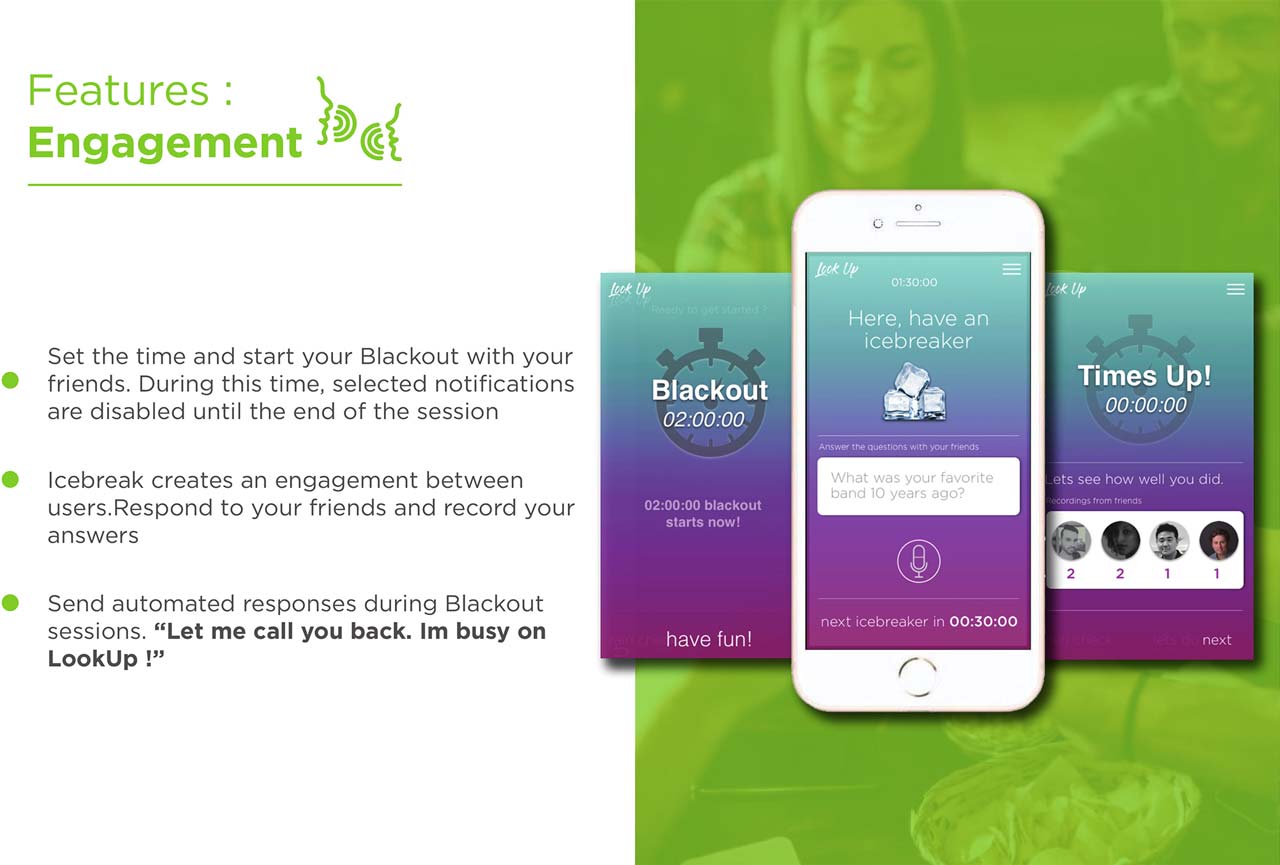 Features :
Engagement
Set the time and start your Blackout with your
friends. During this time, selected notifications
are disabled until the end of the session
Icebreak creates an engagement between
users.Respond to your friends and record your
answers
Send automated responses during Blackout
sessions. “Let me call you back. Im busy on
LookUp !”
Look Up
Ready to get started ?
Blackout
02:00:00
02:00:00 blackout
starts now!
have fun!
Look Up
01:30:00
Here, have an
icebreaker
Answer the questions with your friends
What was your favorite
band 10 years ago?
next icebreaker in 00:30:00
Look Up
Times Up!
00:00:00
Lets see how well you did.
Recordings from friends
2 2 1 1
check lets do next